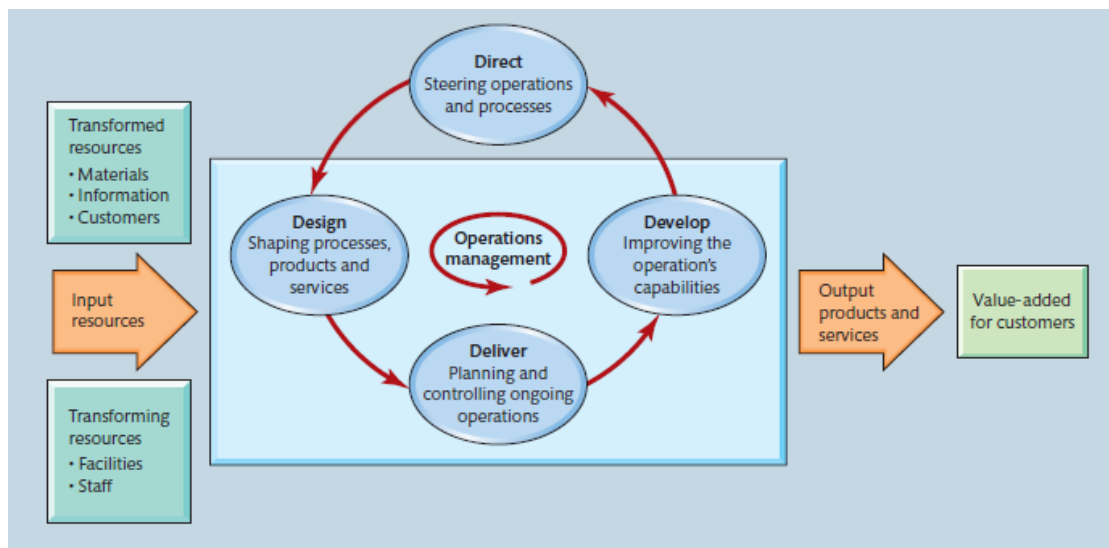 Direct
Steering operations
and processes
Transformed
resources
• Materials
• Information
• Customers
Design
Shaping processes,
products and
services
Operations
management
Develop
Improving the
operation's
capabilities
Input
resources
Output
products and
services
Value-added
for customers
Deliver
Planning and
controlling ongoing
operations
Transforming
resources
• Facilities
• Staff